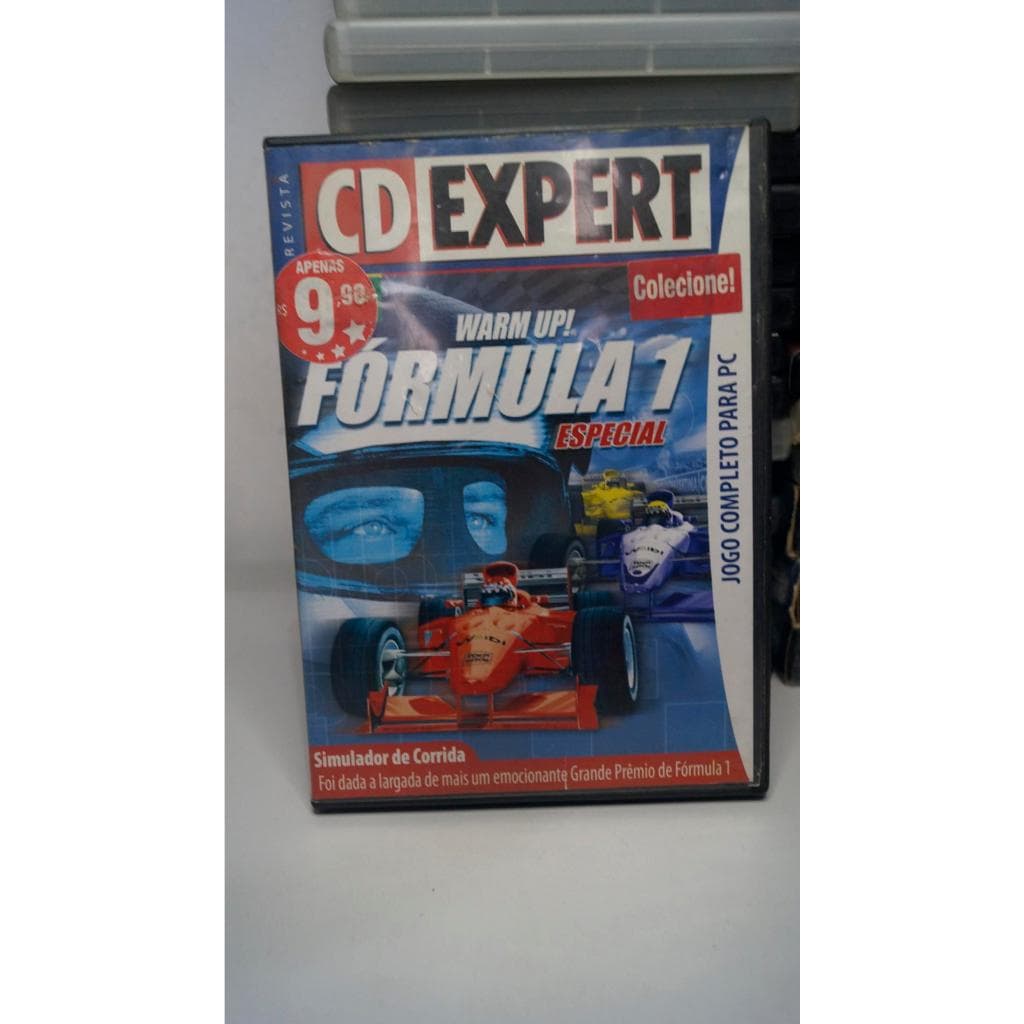 REVISTA
CD EXPERT
APENAS
R$ 9,90
Colecione!
WARM UP!
FÓRMULA 1
ESPECIAL
JOGO COMPLETO PARA PC
Simulador de Corrida
Foi dada a largada de mais um emocionante Grande Prêmio de Fórmula 1